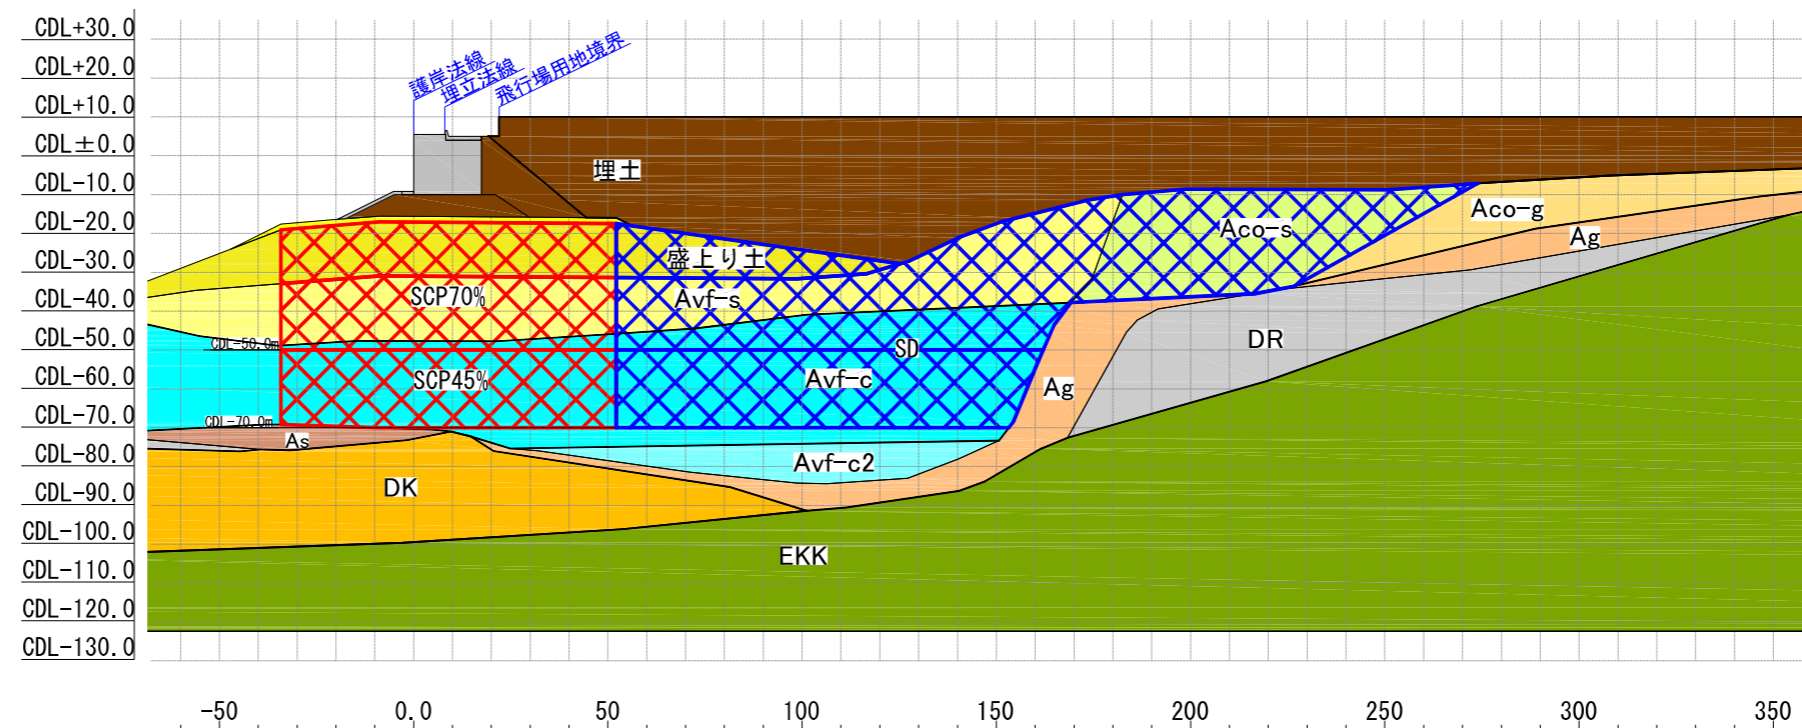 CDL+30.0
CDL+20.0
CDL+10.0
CDL±0.0
CDL-10.0
CDL-20.0
CDL-30.0
CDL-40.0
CDL-50.0
CDL-60.0
CDL-70.0
CDL-80.0
CDL-90.0
CDL-100.0
CDL-110.0
CDL-120.0
CDL-130.0
護岸法線
埋立法線
飛行場用地境界
埋土
Aco-g
Aco-s
Ag
盛上り土
SCP70%
Avf-s
CDL-50.0m
SD
DR
SCP45%
Avf-c
Ag
CDL-70.0m
As
Avf-c2
DK
EKK
-50 0.0 50 100 150 200 250 300 350